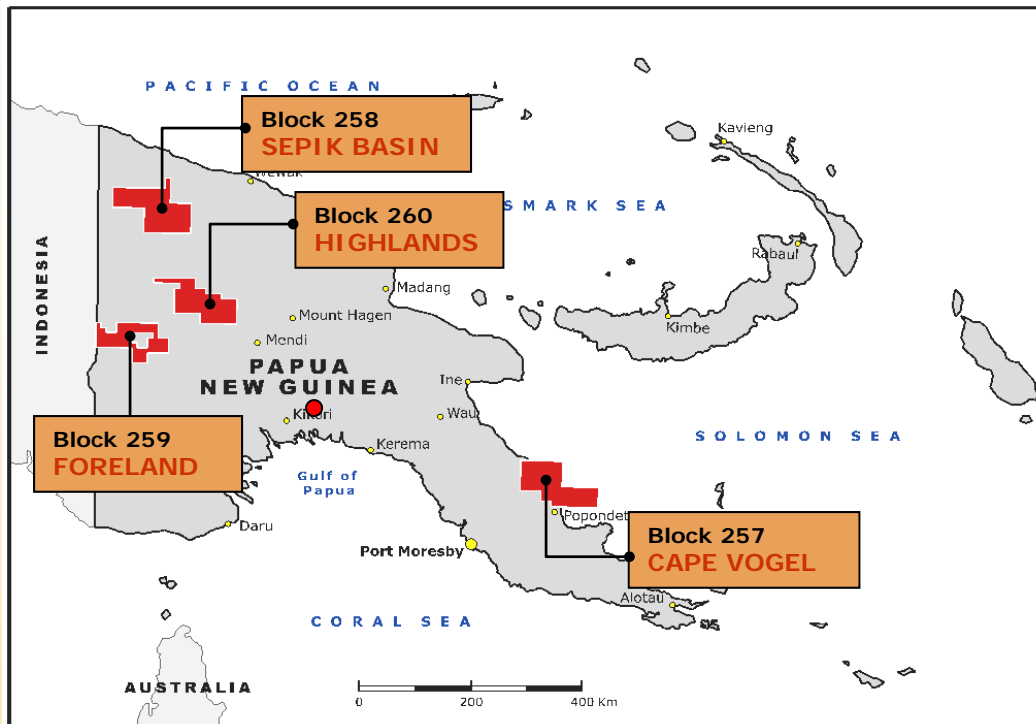 PACIFIC OCEAN
Block 258
SEPIK BASIN
Kavieng
Wewak
Block 260
HIGHLANDS
SMARK SEA
Rabaul
INDONESIA
Madang
Mount Hagen
Kimbe
Mendi
PAPUA
NEW GUINEA
Ine
Kikori
Wau
Block 259
FORELAND
Kerema
SOLOMON SEA
Gulf of
Papua
Popondet
Daru
Port Moresby
Block 257
CAPE VOGEL
Alotau
CORAL SEA
AUSTRALIA
0 200 400 Km